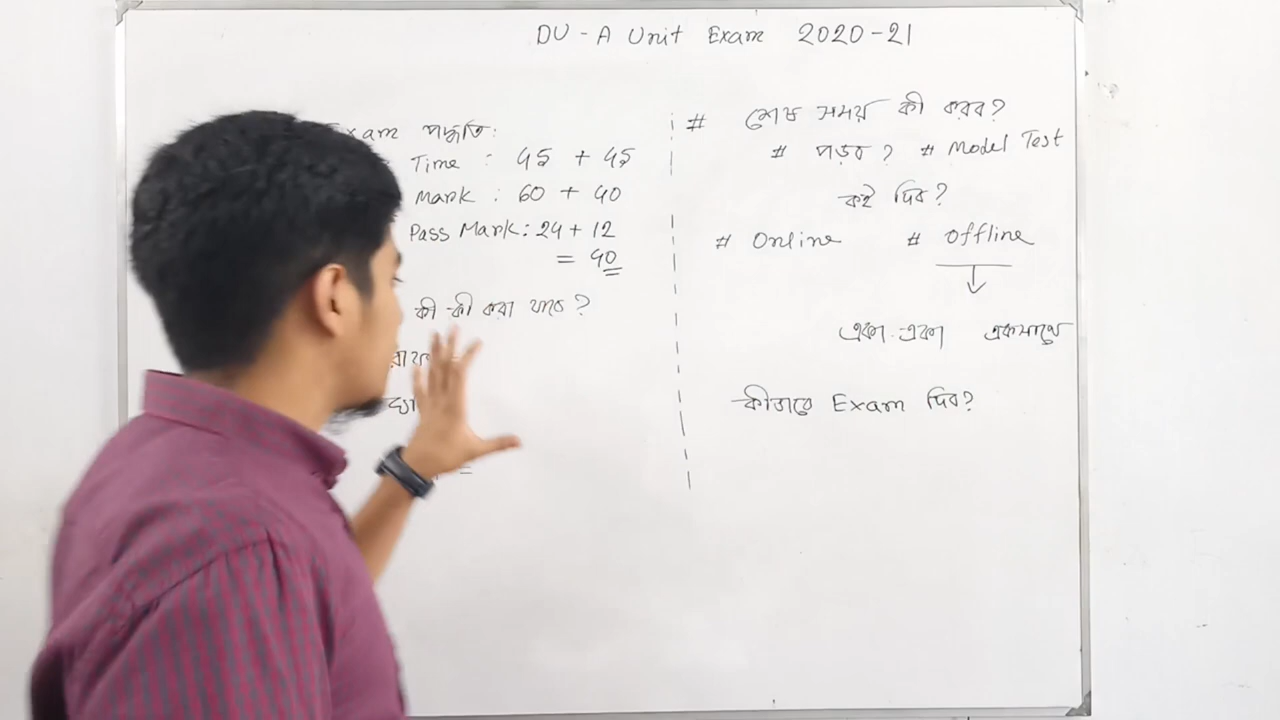 DU - A Unit Exam 2020-21
Exam পদ্ধতি:
Time : 45 + 45
Mark : 60 + 40
Pass Mark : 24 + 12
= 40
কী কী করা যাবে?
# শেষ সময় কী করব?
# পড়ব? # Model Test
কই দিব?
# Online # Offline
একা একা একসাথে
কীভাবে Exam দিব?